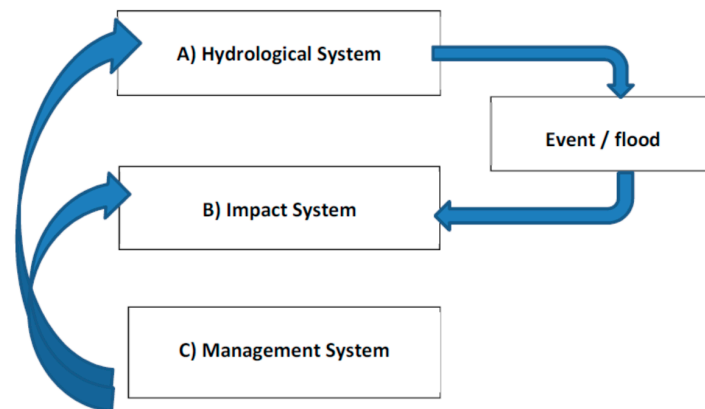 A) Hydrological System
Event / flood
B) Impact System
C) Management System